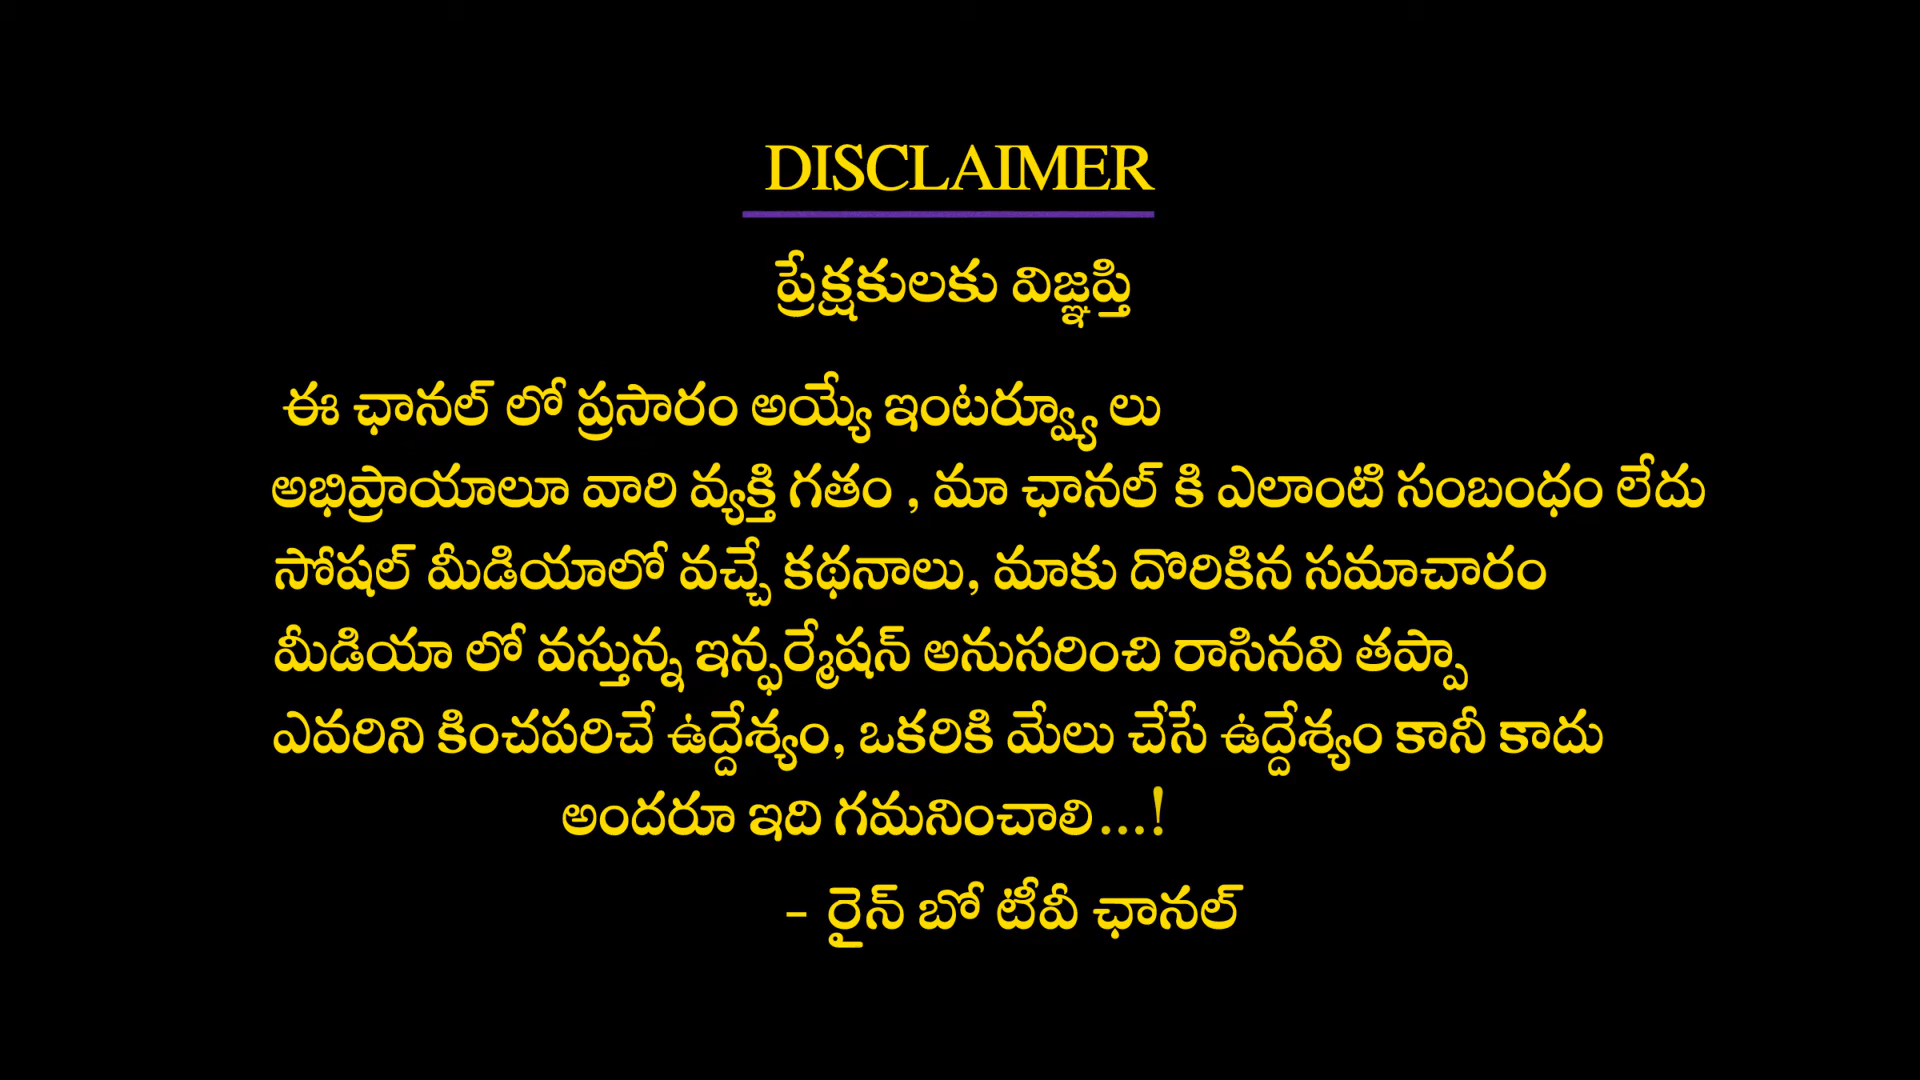 DISCLAIMER
ప్రేక్షకులకు విజ్ఞప్తి
ఈ ఛానల్ లో ప్రసారం అయ్యే ఇంటర్వ్యూ లు
అభిప్రాయాలూ వారి వ్యక్తి గతం , మా ఛానల్ కి ఎలాంటి సంబంధం లేదు
సోషల్ మీడియాలో వచ్చే కథనాలు, మాకు దొరికిన సమాచారం
మీడియా లో వస్తున్న ఇన్ఫర్మేషన్ అనుసరించి రాసినవి తప్పా
ఎవరిని కించపరిచే ఉద్దేశ్యం, ఒకరికి మేలు చేసే ఉద్దేశ్యం కానీ కాదు
అందరూ ఇది గమనించాలి...!
- రైన్ బో టీవీ ఛానల్